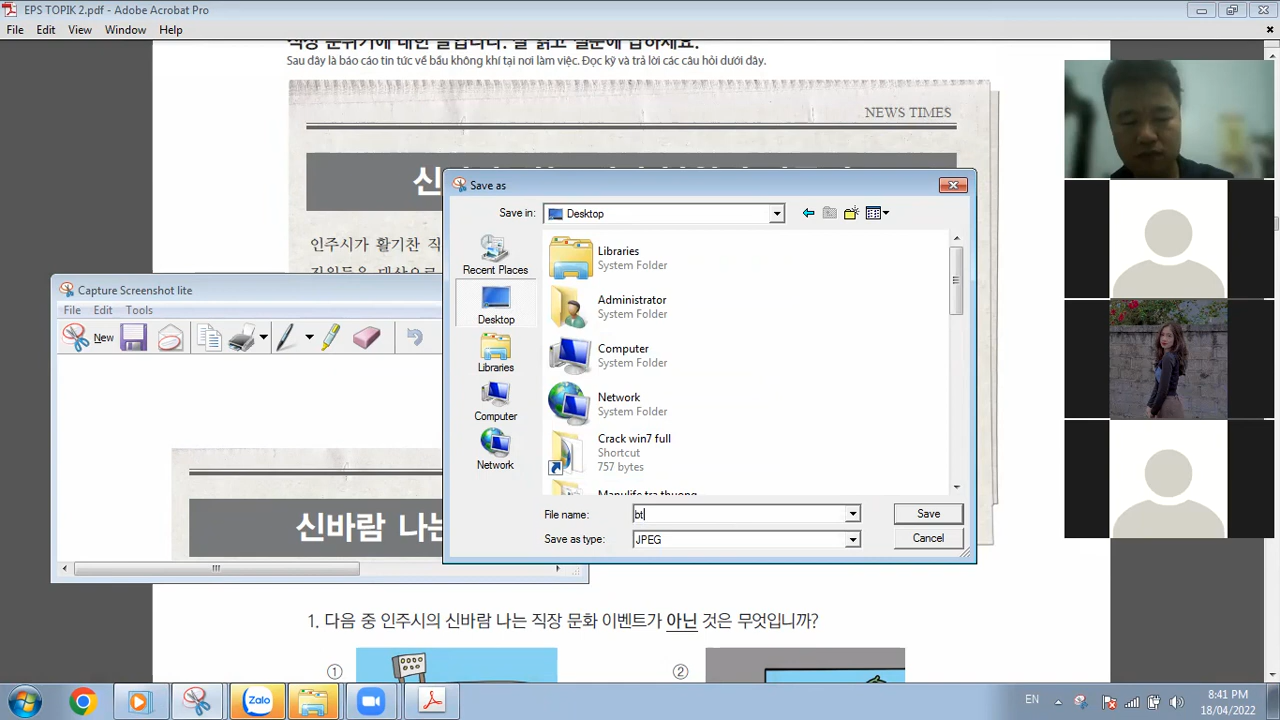 EPS TOPIK 2.pdf - Adobe Acrobat Pro
File Edit View Window Help
Sau dây là báo cáo tin tức về bầu không khí tại nơi làm việc. Đọc kỹ và trả lời các câu hỏi dưới dây.
NEWS TIMES
신
인주시가 활기찬 직
Save as
Save in: Desktop
Recent Places
Desktop
Libraries
Computer
Network
Libraries
System Folder
Administrator
System Folder
Computer
System Folder
Network
System Folder
Crack win7 full
Shortcut
757 bytes
Manulife tra thuong
File name: bt
Save
Save as type: JPEG
Cancel
Capture Screenshot lite
File Edit Tools
New
신바람 나는
1. 다음 중 인주시의 신바람 나는 직장 문화 이벤트가 아닌 것은 무엇입니까?
① ②
Zalo
EN
8:41 PM
18/04/2022